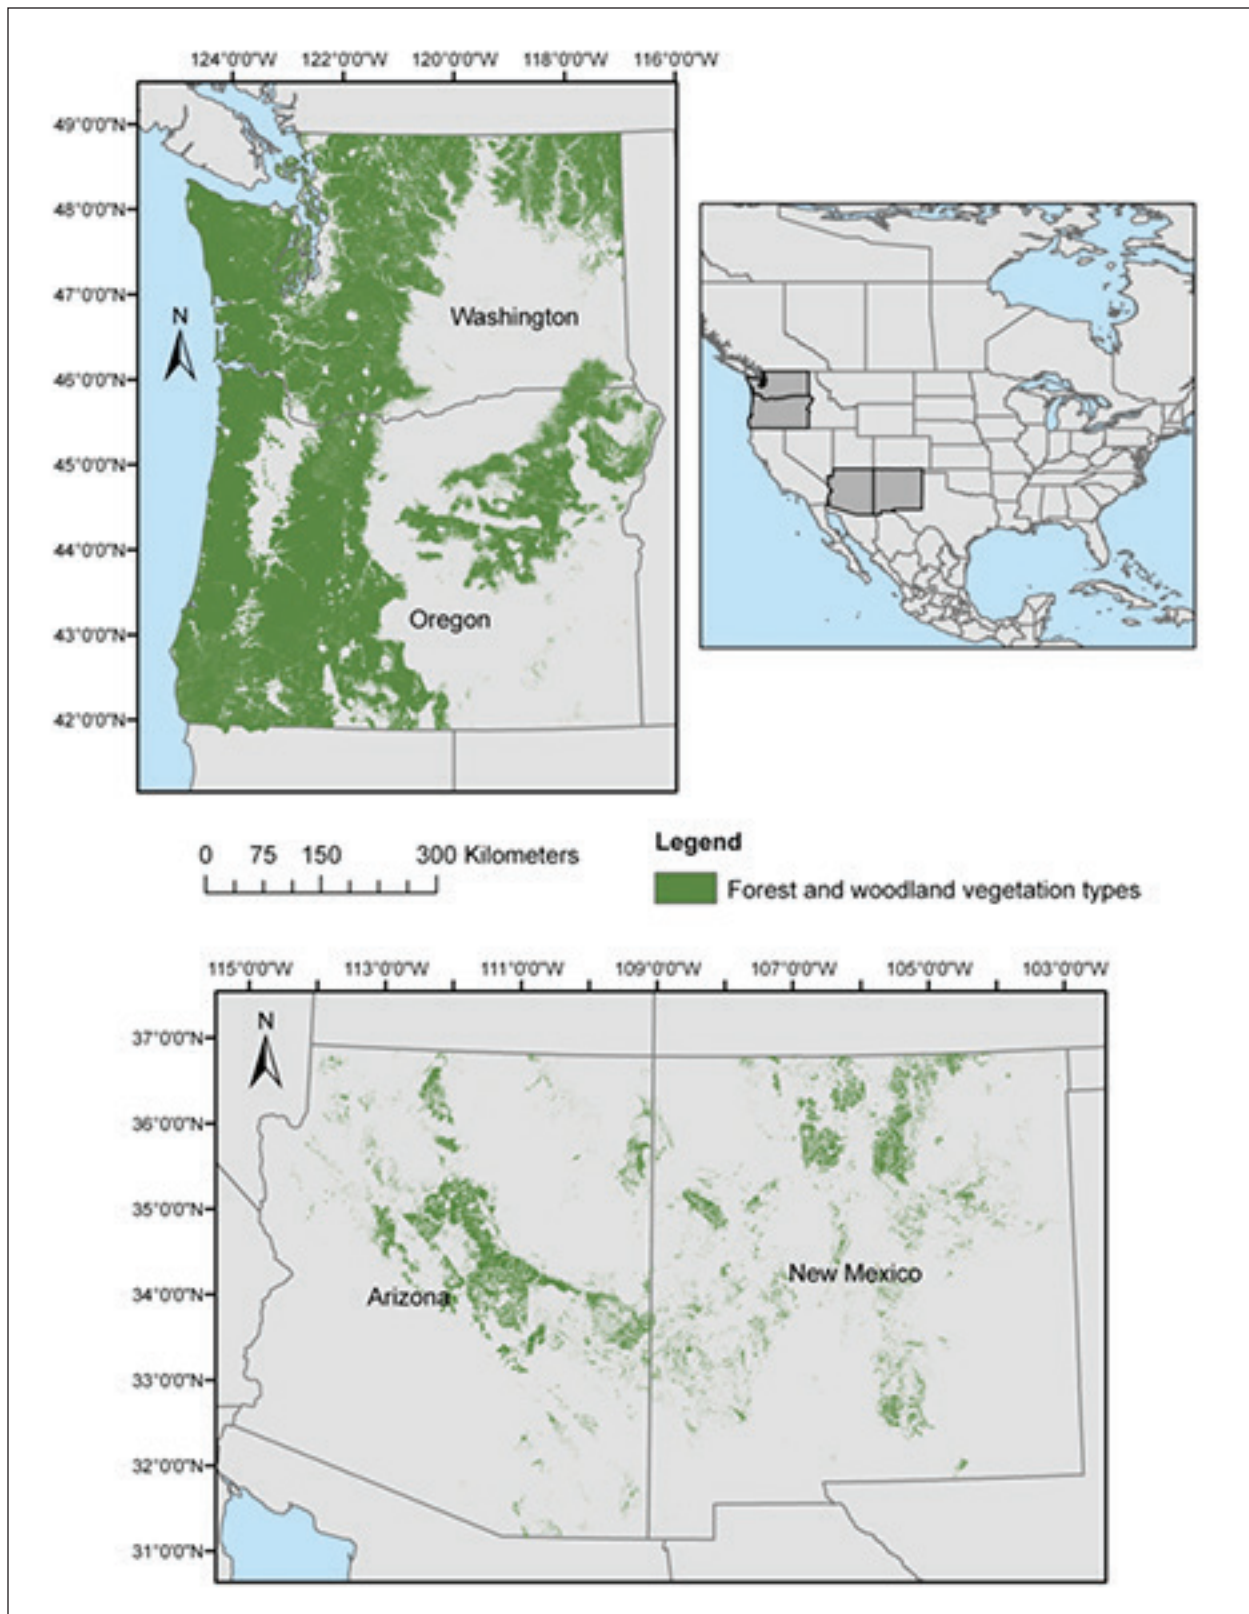 124°0'0"W 122°0'0"W 120°0'0"W 118°0'0"W 116°0'0"W
49°0'0"N
48°0'0"N
47°0'0"N
N
Washington
46°0'0"N
45°0'0"N
44°0'0"N
Oregon
43°0'0"N
42°0'0"N
0 75 150 300 Kilometers
Legend
Forest and woodland vegetation types
115°0'0"W 113°0'0"W 111°0'0"W 109°0'0"W 107°0'0"W 105°0'0"W 103°0'0"W
N
37°0'0"N
36°0'0"N
35°0'0"N
New Mexico
Arizona
34°0'0"N
33°0'0"N
32°0'0"N
31°0'0"N